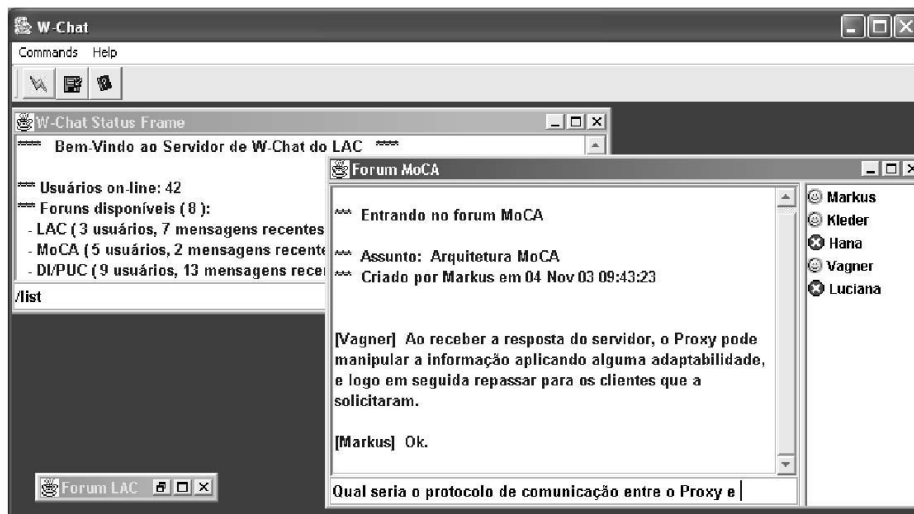 W-Chat
Commands Help
W-Chat Status Frame
*** Bem-Vindo ao Servidor de W-Chat do LAC ***
*** Usuários on-line: 42
*** Foruns disponíveis ( 8 ):
- LAC ( 3 usuários, 7 mensagens recentes
- MoCA ( 5 usuários, 2 mensagens recente
- DI/PUC ( 9 usuários, 13 mensagens rece
/list
Forum MoCA
*** Entrando no forum MoCA
*** Assunto: Arquitetura MoCA
*** Criado por Markus em 04 Nov 03 09:43:23
[Vagner] Ao receber a resposta do servidor, o Proxy pode
manipular a informação aplicando alguma adaptabilidade,
e logo em seguida repassar para os clientes que a
solicitaram.
[Markus] Ok.
Qual seria o protocolo de comunicação entre o Proxy e
Markus
Kleder
Hana
Vagner
Luciana
Forum LAC